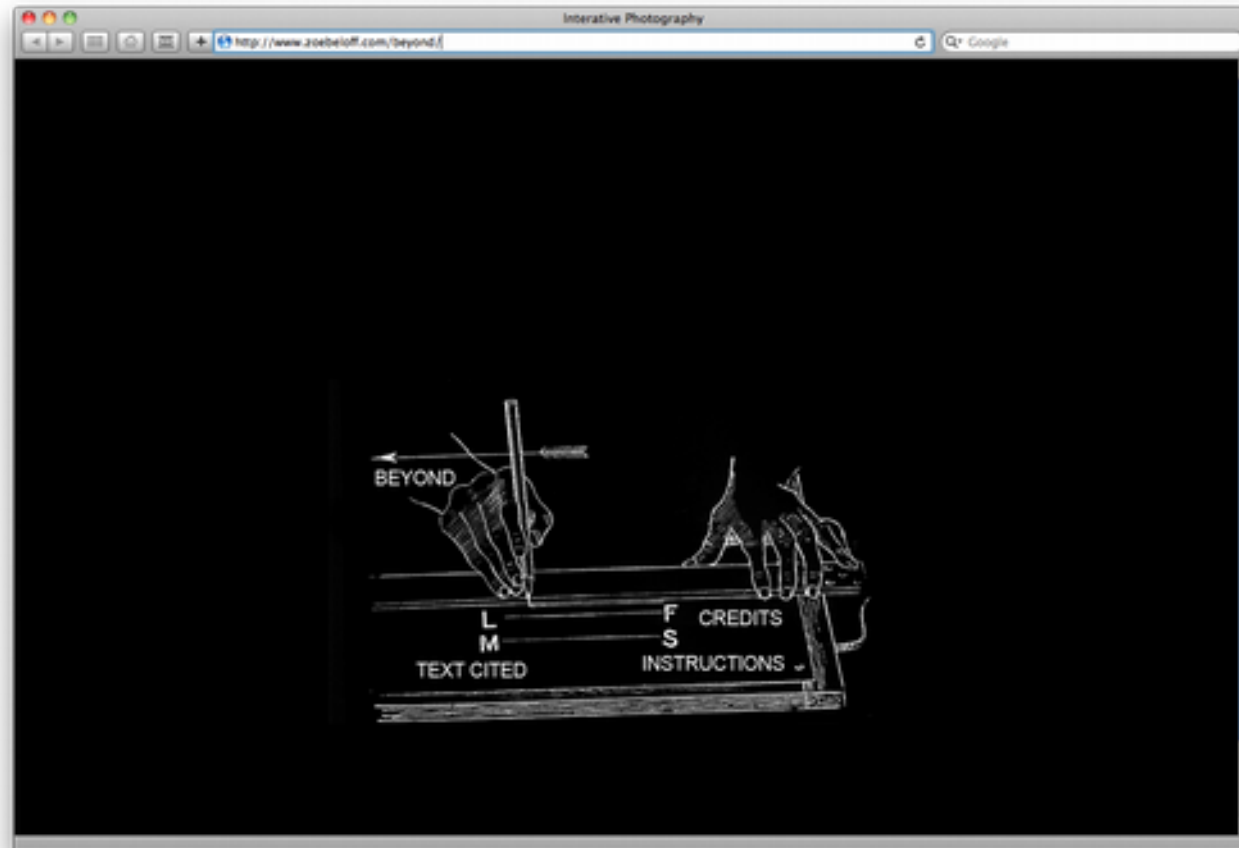 Interative Photography
http://www.zoebeloff.com/beyond/
Google
BEYOND
L F CREDITS
M S
TEXT CITED INSTRUCTIONS